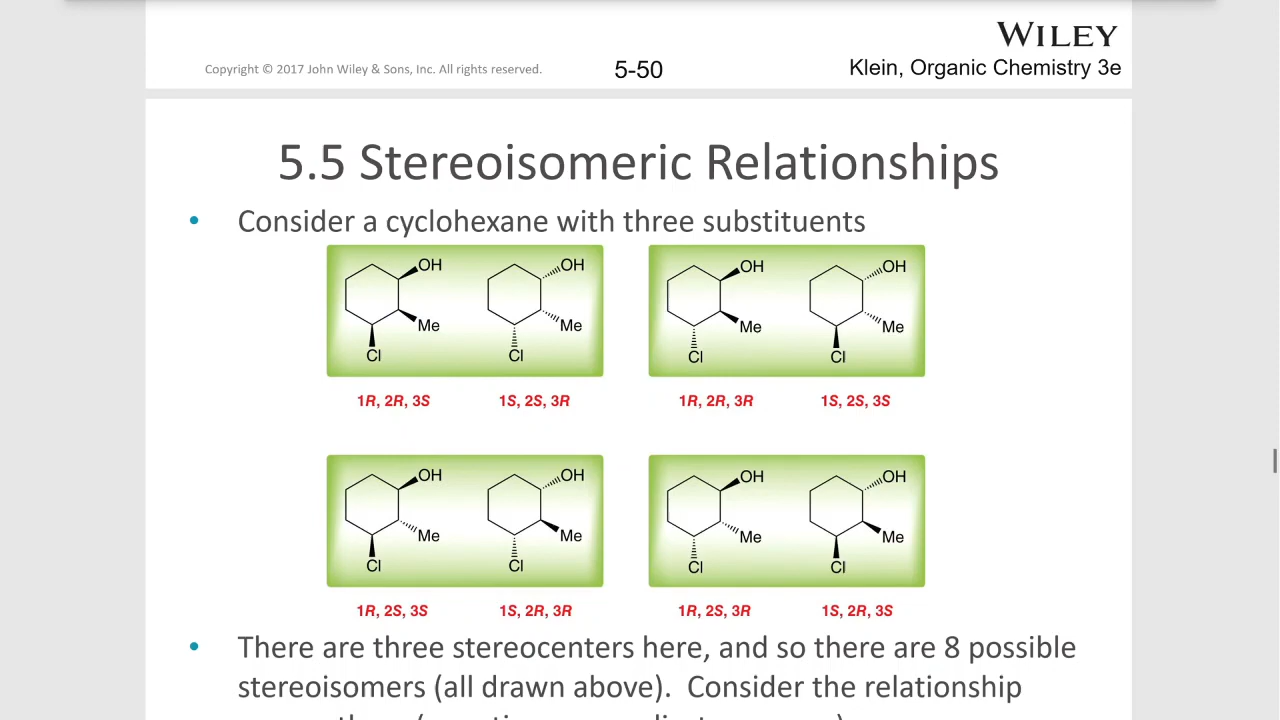 WILEY
Copyright © 2017 John Wiley & Sons, Inc. All rights reserved.
5-50
Klein, Organic Chemistry 3e
5.5 Stereoisomeric Relationships
• Consider a cyclohexane with three substituents
OH OH OH OH
Me Me Me Me
Cl Cl Cl Cl
1R, 2R, 3S 1S, 2S, 3R 1R, 2R, 3R 1S, 2S, 3S
OH OH OH OH
Me Me Me Me
Cl Cl Cl Cl
1R, 2S, 3S 1S, 2R, 3R 1R, 2S, 3R 1S, 2R, 3S
• There are three stereocenters here, and so there are 8 possible
stereoisomers (all drawn above). Consider the relationship